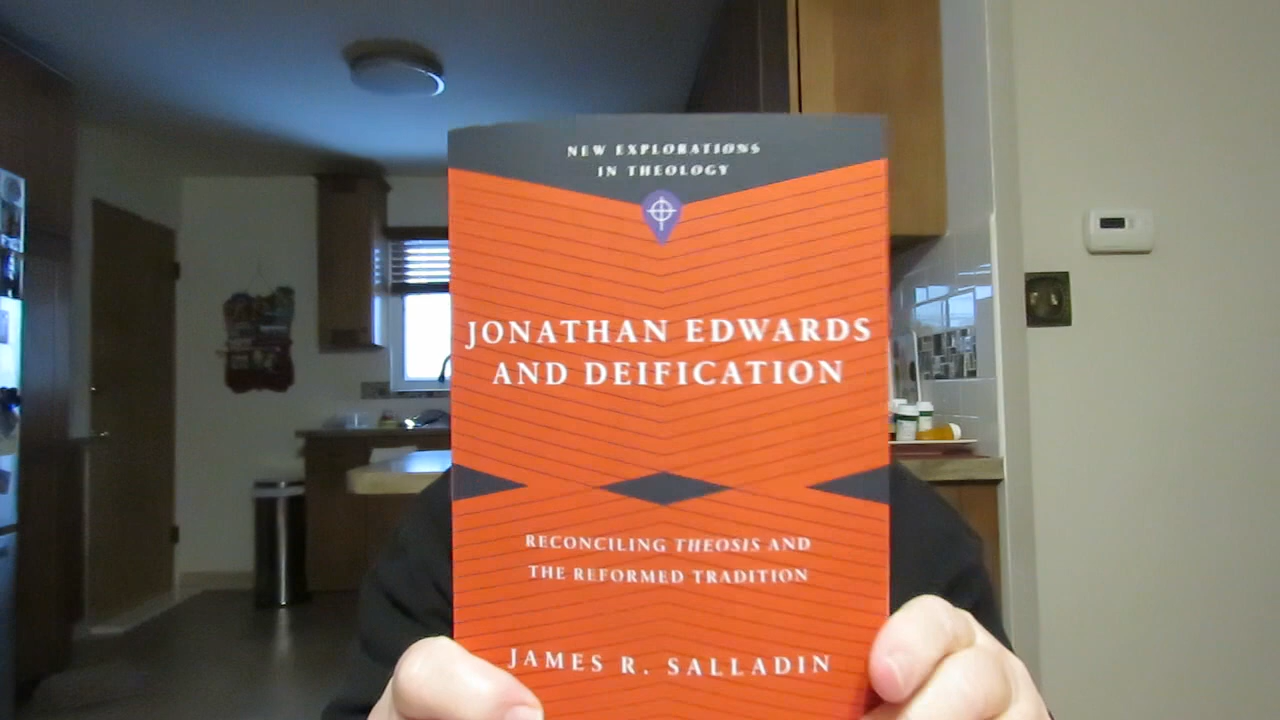 NEW EXPLORATIONS
IN THEOLOGY
JONATHAN EDWARDS
AND DEIFICATION
RECONCILING THEOSIS AND
THE REFORMED TRADITION
JAMES R. SALLADIN